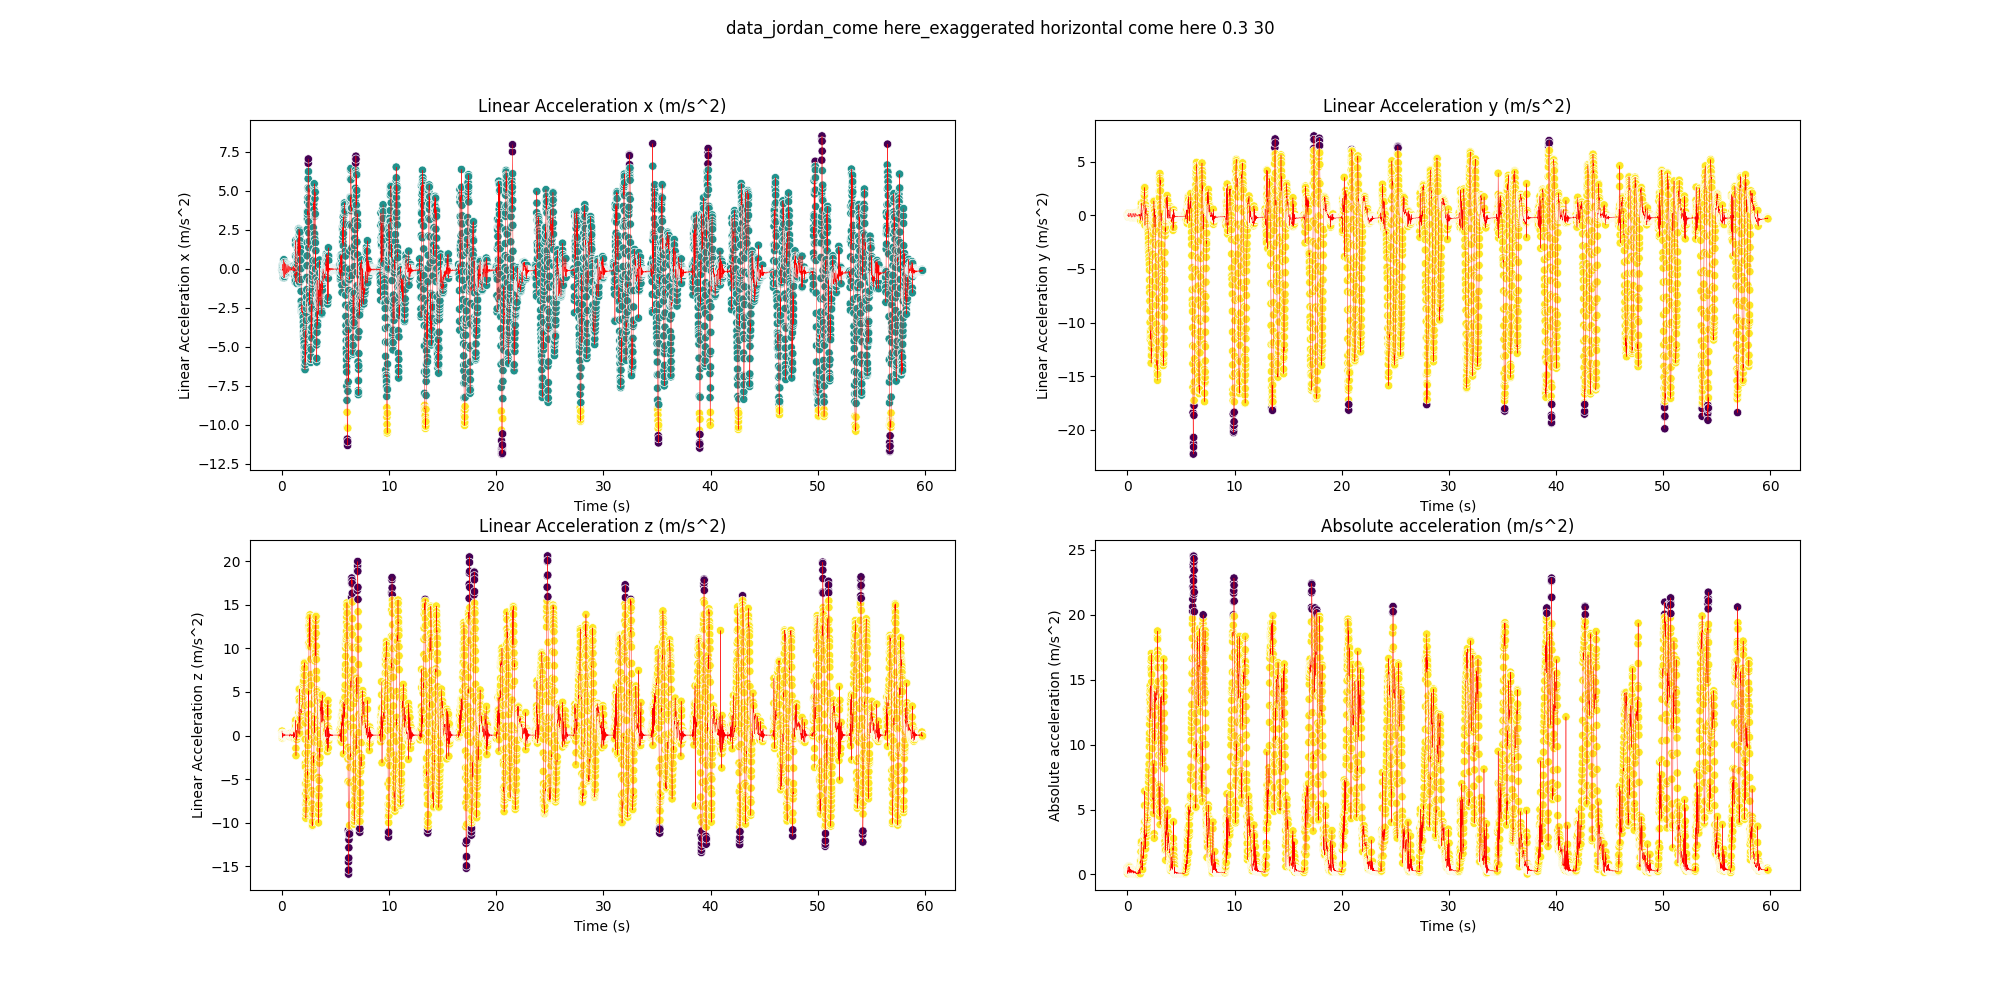 data_jordan_come here_exaggerated horizontal come here 0.3 30
Linear Acceleration x (m/s^2)
Linear Acceleration x (m/s^2)
7.5
5.0
2.5
0.0
−2.5
−5.0
−7.5
−10.0
−12.5
0 10 20 30 40 50 60
Time (s)
Linear Acceleration y (m/s^2)
Linear Acceleration y (m/s^2)
5
0
−5
−10
−15
−20
0 10 20 30 40 50 60
Time (s)
Linear Acceleration z (m/s^2)
Linear Acceleration z (m/s^2)
20
15
10
5
0
−5
−10
−15
0 10 20 30 40 50 60
Time (s)
Absolute acceleration (m/s^2)
Absolute acceleration (m/s^2)
25
20
15
10
5
0
0 10 20 30 40 50 60
Time (s)